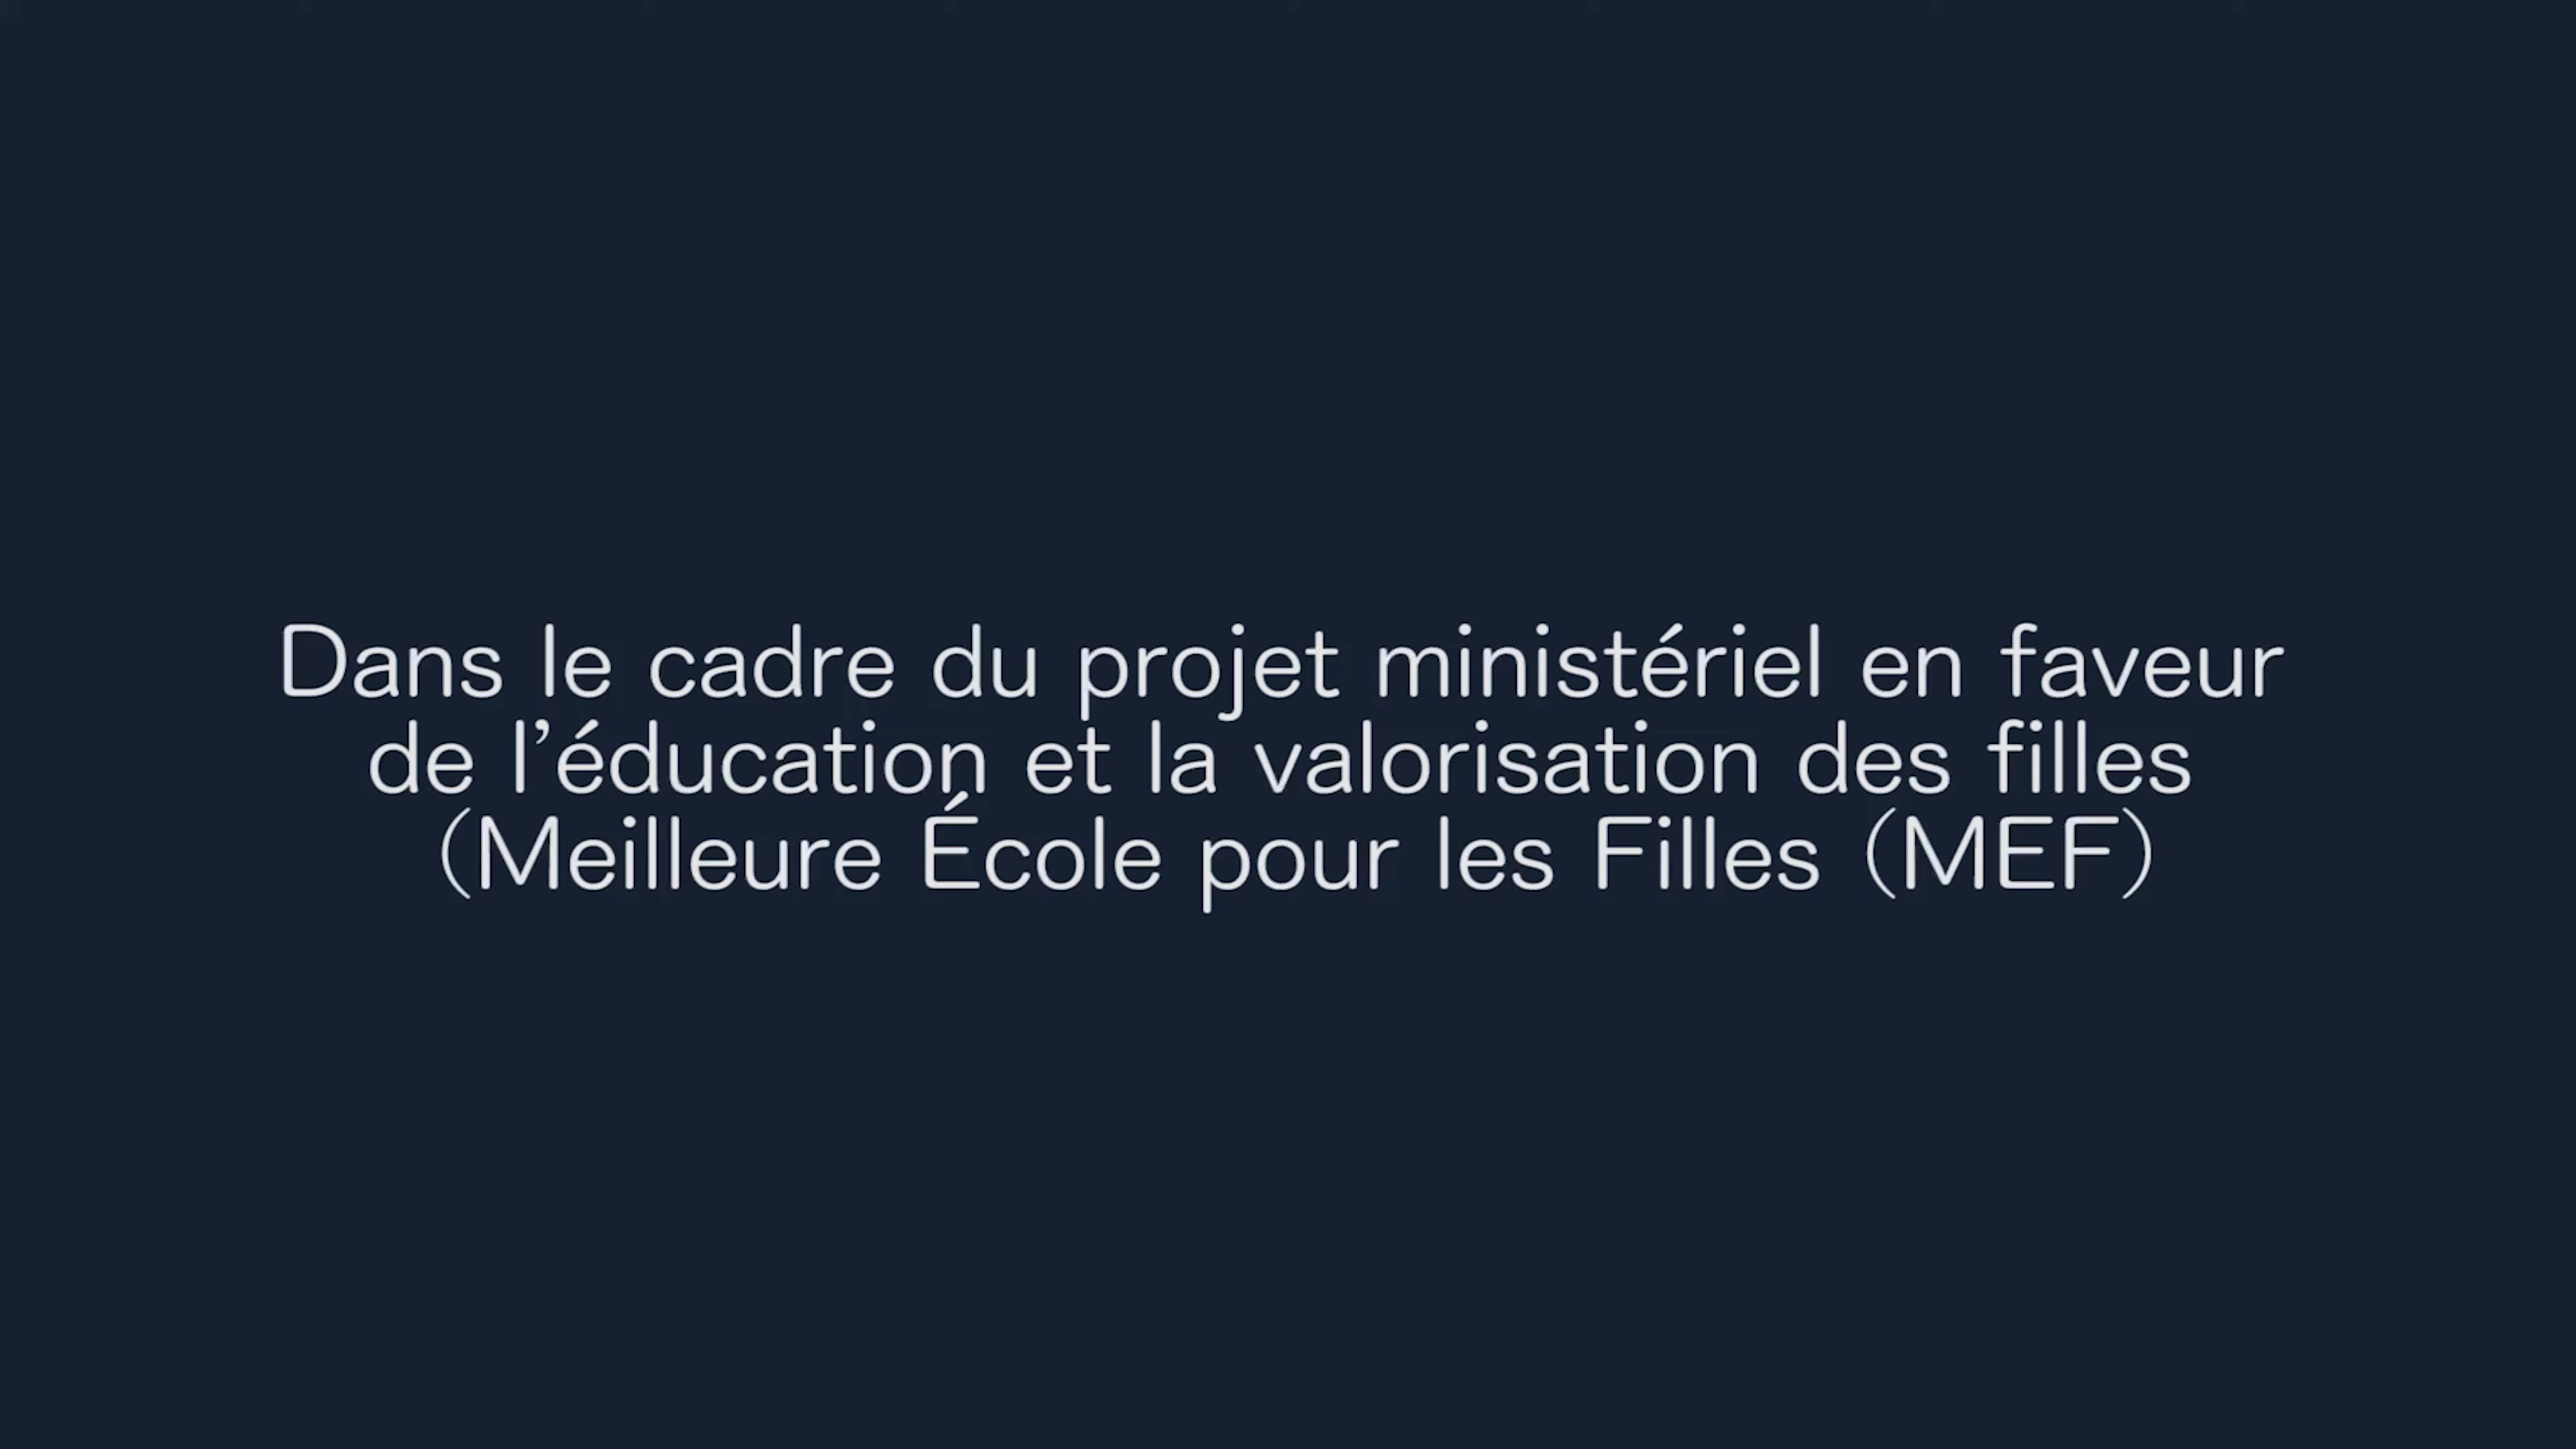 Dans le cadre du projet ministériel en faveur
de l’éducation et la valorisation des filles
(Meilleure École pour les Filles (MEF)